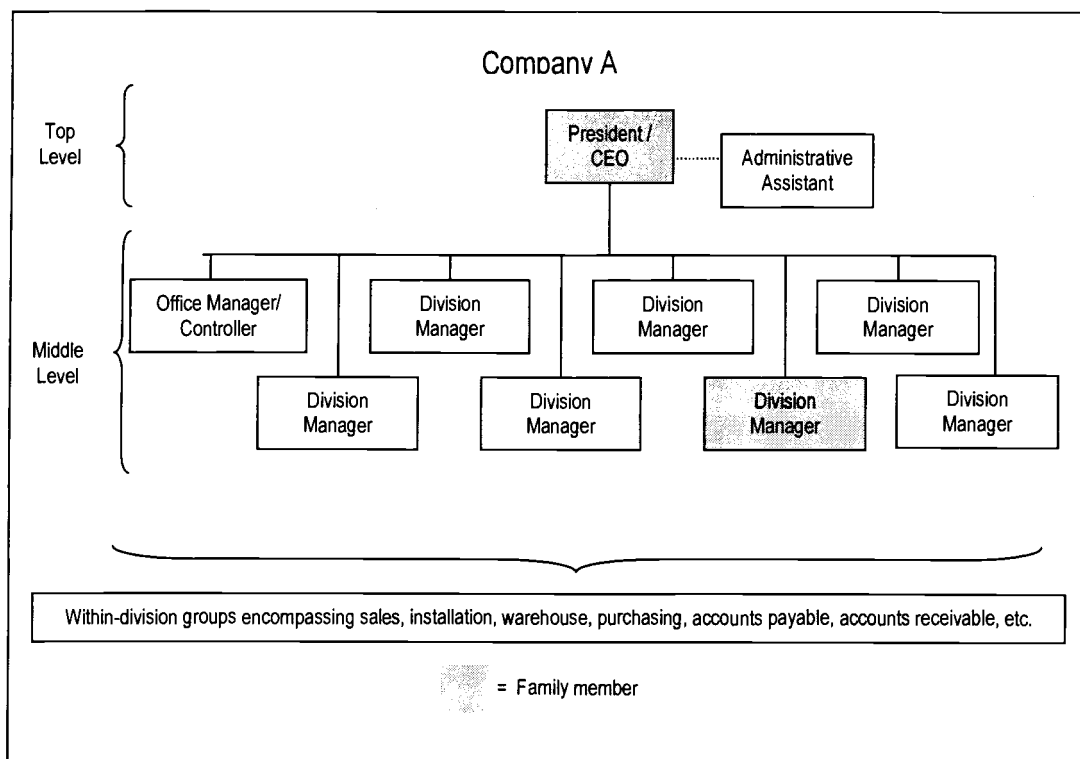 Company A
Top
Level
President /
CEO
Administrative
Assistant
Middle
Level
Office Manager/
Controller
Division
Manager
Division
Manager
Division
Manager
Division
Manager
Division
Manager
Division
Manager
Division
Manager
Within-division groups encompassing sales, installation, warehouse, purchasing, accounts payable, accounts receivable, etc.
= Family member